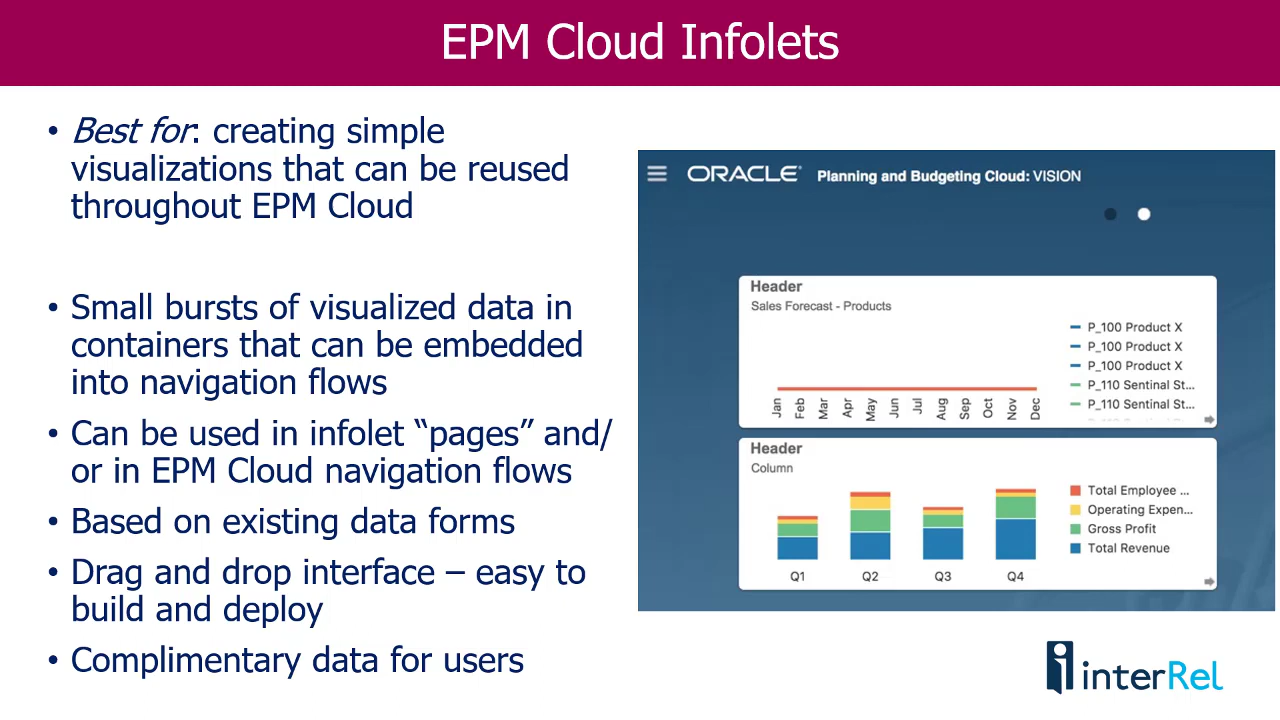 EPM Cloud Infolets
• Best for: creating simple
visualizations that can be reused
throughout EPM Cloud
• Small bursts of visualized data in
containers that can be embedded
into navigation flows
• Can be used in infolet “pages” and/
or in EPM Cloud navigation flows
• Based on existing data forms
• Drag and drop interface – easy to
build and deploy
• Complimentary data for users
ORACLE® Planning and Budgeting Cloud: VISION
Header
Sales Forecast - Products
P_100 Product X
P_100 Product X
P_100 Product X
P_110 Sentinal St...
P_110 Sentinal St...
Jan Feb Mar Apr May Jun Jul Aug Sep Oct Nov Dec
Header
Column
Total Employee ...
Operating Expen...
Gross Profit
Total Revenue
Q1 Q2 Q3 Q4
interRel